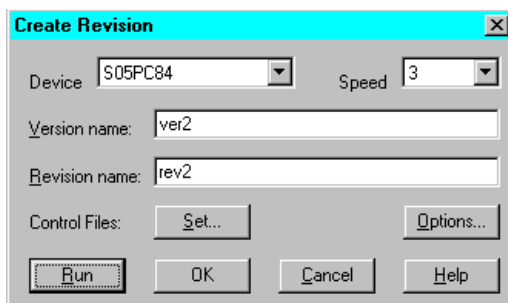 Create Revision
Device S05PC84 Speed 3
Version name: ver2
Revision name: rev2
Control Files: Set... Options...
Run OK Cancel Help